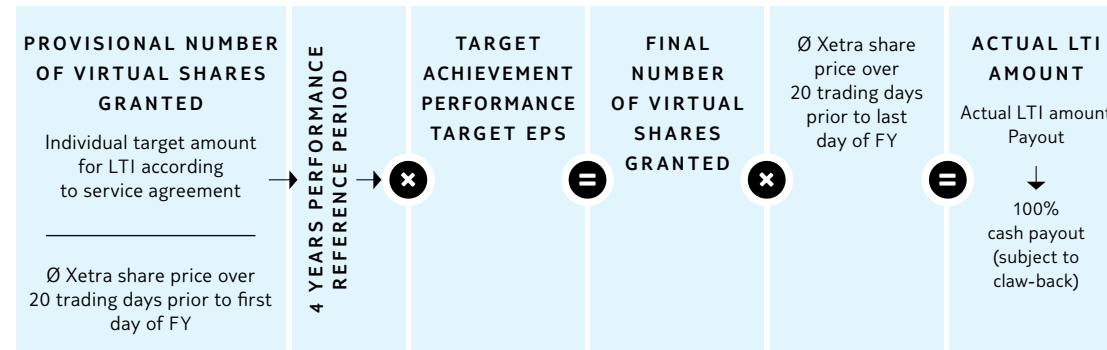 PROVISIONAL NUMBER
OF VIRTUAL SHARES
GRANTED
Individual target amount
for LTI according
to service agreement
Ø Xetra share price over
20 trading days prior to first
day of FY
4 YEARS PERFORMANCE
REFERENCE PERIOD
×
TARGET
ACHIEVEMENT
PERFORMANCE
TARGET EPS
=
FINAL
NUMBER
OF VIRTUAL
SHARES
GRANTED
×
Ø Xetra share
price over
20 trading days
prior to last
day of FY
=
ACTUAL LTI
AMOUNT
Actual LTI amount
Payout
100%
cash payout
(subject to
claw-back)